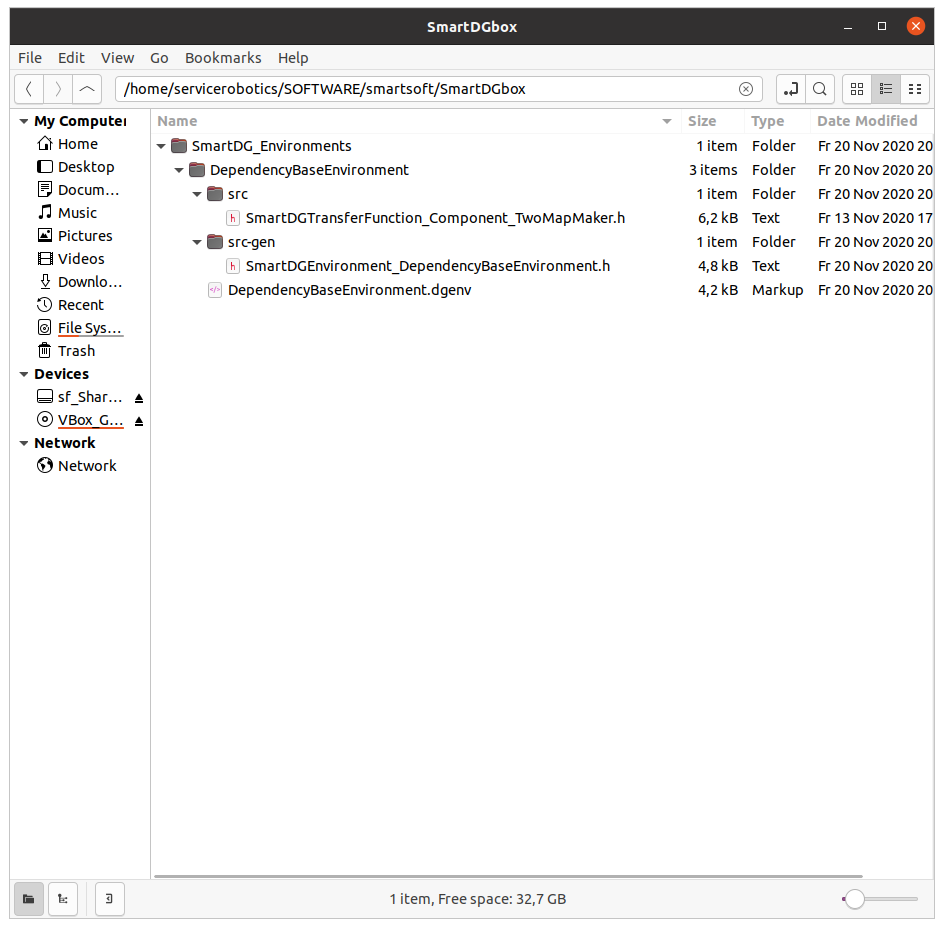 SmartDGbox
File Edit View Go Bookmarks Help
/home/servicerobotics/SOFTWARE/smartsoft/SmartDGbox
My Computer
Home
Desktop
Docum...
Music
Pictures
Videos
Downlo...
Recent
File Sys...
Trash
Devices
sf_Shar...
VBox_G...
Network
Network
Name Size Type Date Modified
SmartDG_Environments 1 item Folder Fr 20 Nov 2020 20
DependencyBaseEnvironment 3 items Folder Fr 20 Nov 2020 20
src 1 item Folder Fr 20 Nov 2020 20
h SmartDGTransferFunction_Component_TwoMapMaker.h 6,2 kB Text Fr 13 Nov 2020 17
src-gen 1 item Folder Fr 20 Nov 2020 20
h SmartDGEnvironment_DependencyBaseEnvironment.h 4,8 kB Text Fr 20 Nov 2020 20
</> DependencyBaseEnvironment.dgenv 4,2 kB Markup Fr 20 Nov 2020 20
1 item, Free space: 32,7 GB